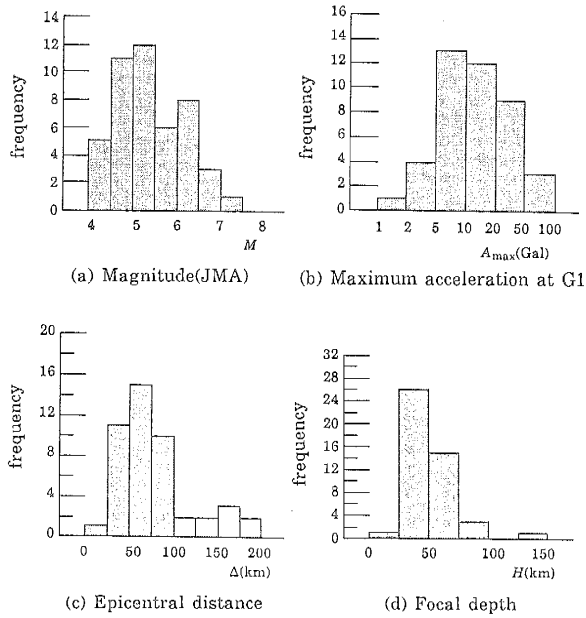 14
12
10
8
6
4
2
0
frequency
4 5 6 7 8
M
(a) Magnitude(JMA)
16
14
12
10
8
6
4
2
frequency
1 2 5 10 20 50 100
Amax(Gal)
(b) Maximum acceleration at G1
20
16
12
8
4
0
frequency
0 50 100 150 200
Δ(km)
(c) Epicentral distance
32
28
24
20
16
12
8
4
0
frequency
0 50 100 150
H(km)
(d) Focal depth